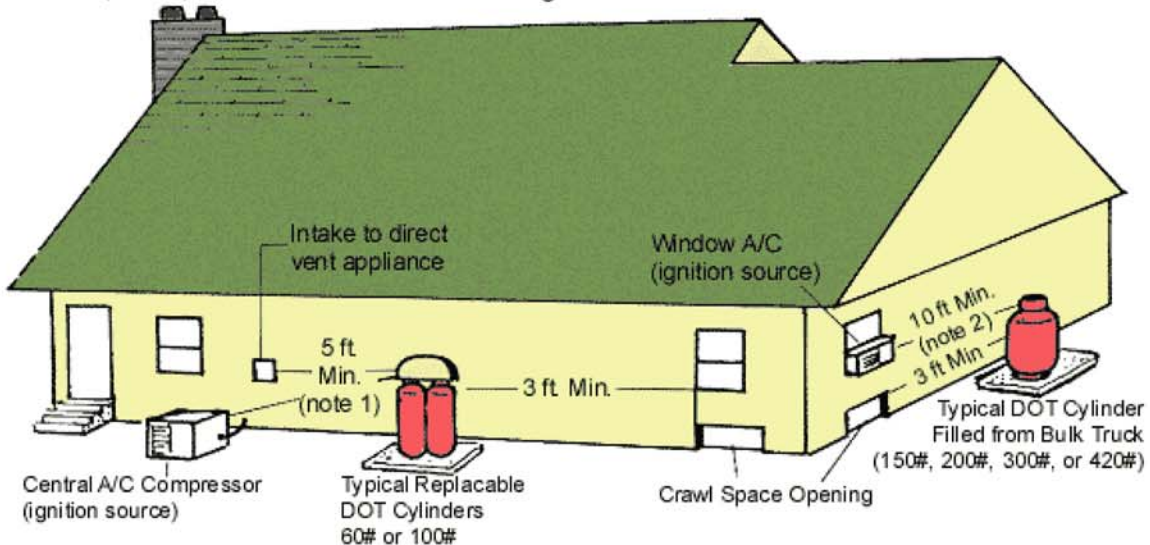 Intake to direct
vent appliance
Window A/C
(ignition source)
5 ft
Min.
(note 1)
3 ft. Min.
10 ft Min.
(note 2)
3 ft Min
Central A/C Compressor
(ignition source)
Typical Replacable
DOT Cylinders
60# or 100#
Crawl Space Opening
Typical DOT Cylinder
Filled from Bulk Truck
(150#, 200#, 300#, or 420#)